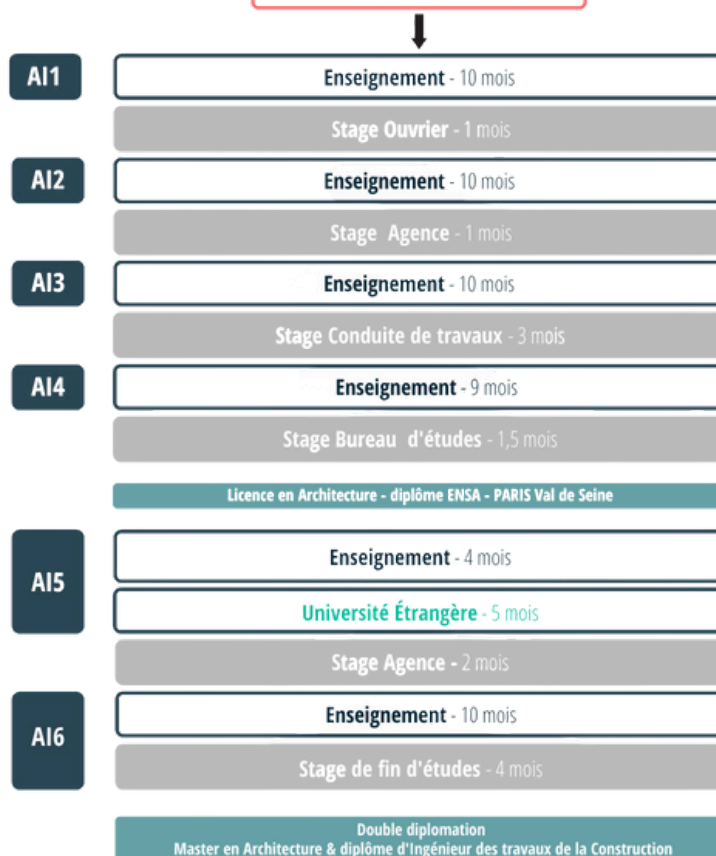 AI1
Enseignement - 10 mois
Stage Ouvrier - 1 mois
AI2
Enseignement - 10 mois
Stage Agence - 1 mois
AI3
Enseignement - 10 mois
Stage Conduite de travaux - 3 mois
AI4
Enseignement - 9 mois
Stage Bureau d'études - 1,5 mois
Licence en Architecture - diplôme ENSA - PARIS Val de Seine
AI5
Enseignement - 4 mois
Université Étrangère - 5 mois
Stage Agence - 2 mois
AI6
Enseignement - 10 mois
Stage de fin d'études - 4 mois
Double diplomation
Master en Architecture & diplôme d'Ingénieur des travaux de la Construction